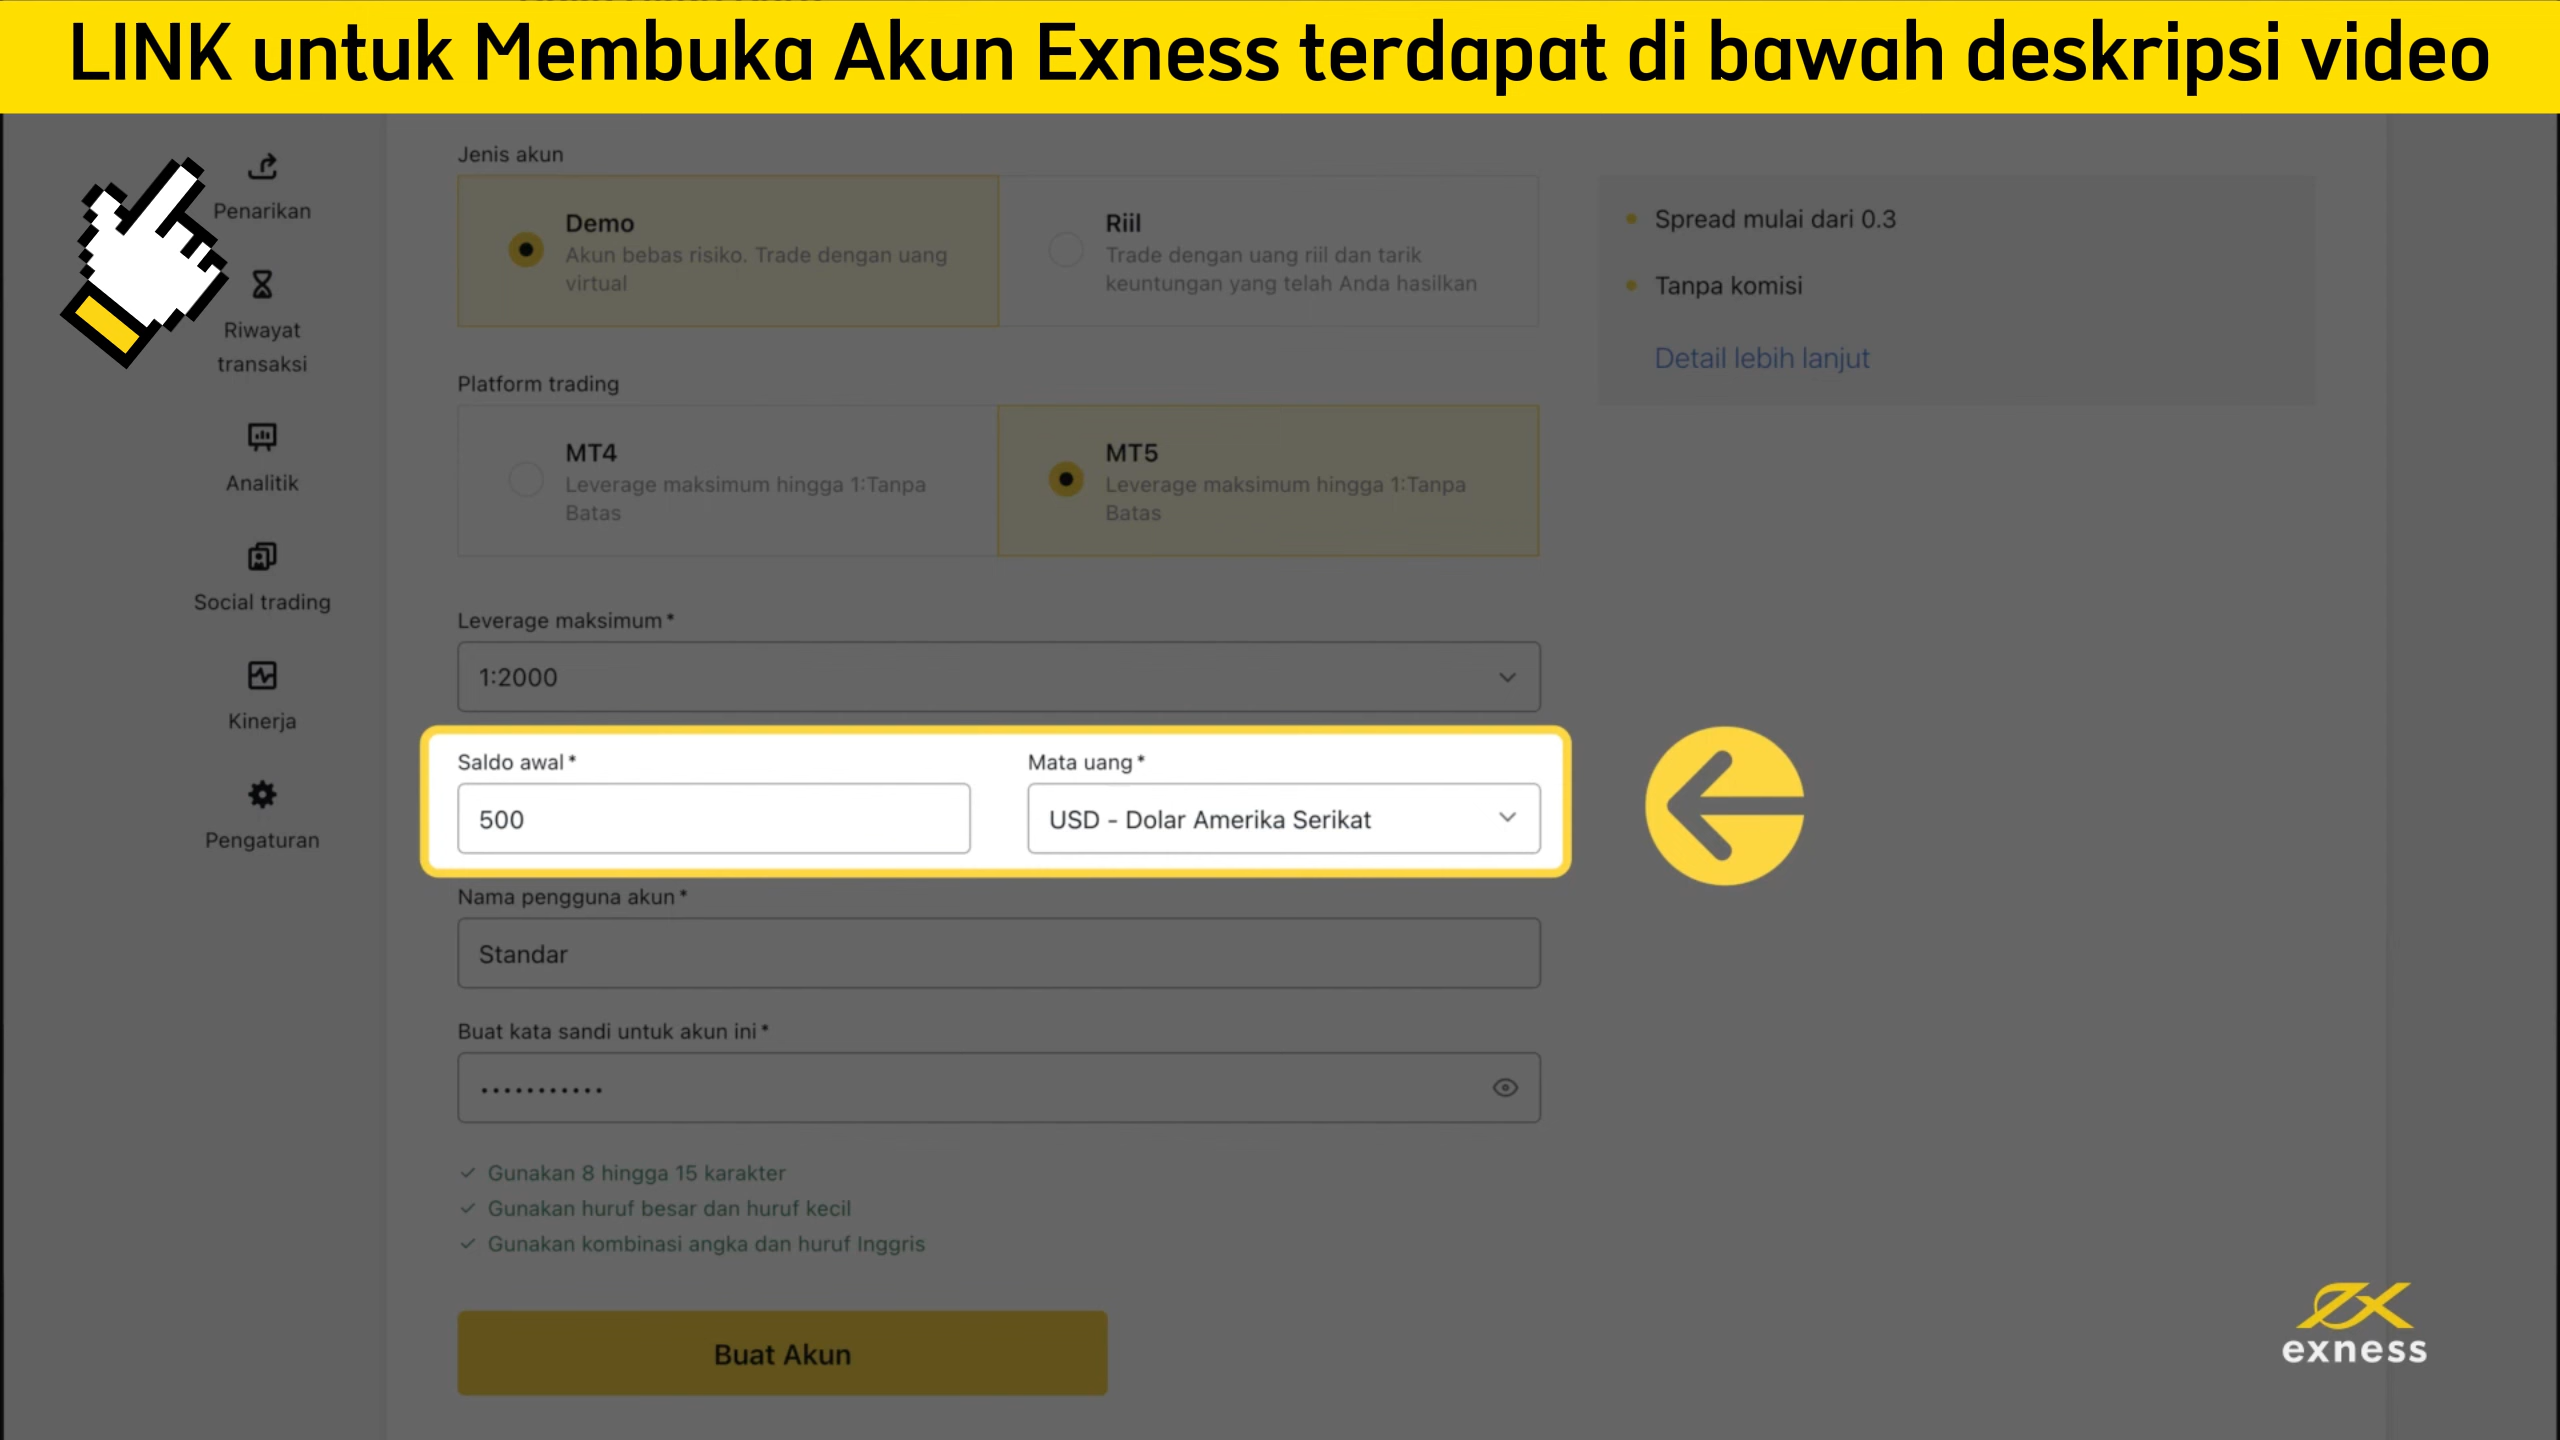 LINK untuk Membuka Akun Exness terdapat di bawah deskripsi video
Penarikan
Riwayat
transaksi
Analitik
Social trading
Kinerja
Pengaturan
Jenis akun
Demo
Akun bebas risiko. Trade dengan uang
virtual
Riil
Trade dengan uang riil dan tarik
keuntungan yang telah Anda hasilkan
Platform trading
MT4
Leverage maksimum hingga 1:Tanpa
Batas
MT5
Leverage maksimum hingga 1:Tanpa
Batas
Leverage maksimum*
1:2000
Saldo awal*
500
Mata uang*
USD - Dolar Amerika Serikat
Nama pengguna akun*
Standar
Buat kata sandi untuk akun ini*
...........
Gunakan 8 hingga 15 karakter
Gunakan huruf besar dan huruf kecil
Gunakan kombinasi angka dan huruf Inggris
Buat Akun
Spread mulai dari 0.3
Tanpa komisi
Detail lebih lanjut
exness